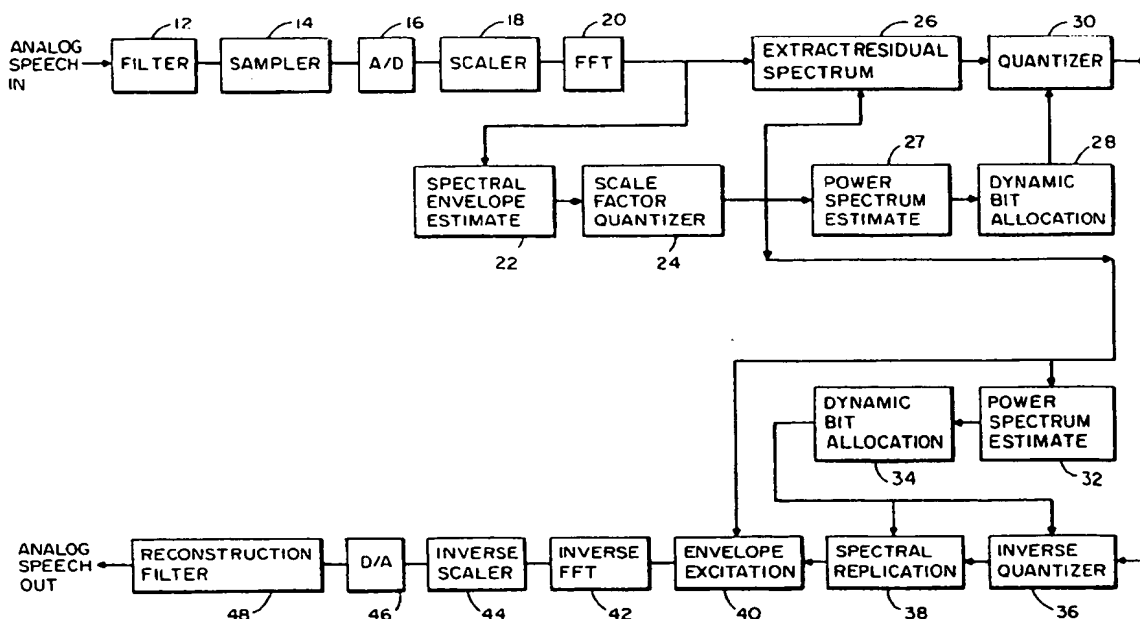 12
14
16
18
20
26
30
ANALOG
SPEECH
IN
FILTER
SAMPLER
A/D
SCALER
FFT
EXTRACT RESIDUAL
SPECTRUM
QUANTIZER
27
28
SPECTRAL
ENVELOPE
ESTIMATE
SCALE
FACTOR
QUANTIZER
POWER
SPECTRUM
ESTIMATE
DYNAMIC
BIT
ALLOCATION
22
24
DYNAMIC
BIT
ALLOCATION
POWER
SPECTRUM
ESTIMATE
34
32
ANALOG
SPEECH
OUT
RECONSTRUCTION
FILTER
D/A
INVERSE
SCALER
INVERSE
FFT
ENVELOPE
EXCITATION
SPECTRAL
REPLICATION
INVERSE
QUANTIZER
48
46
44
42
40
38
36